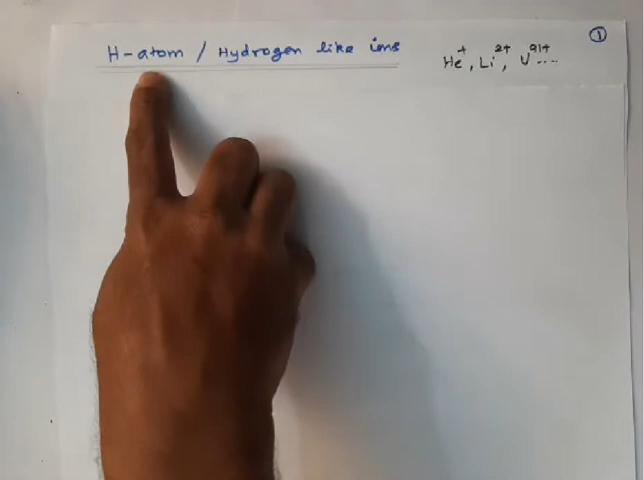 H-atom / Hydrogen like ions He⁺, Li²⁺, U⁹¹⁺ ....
①